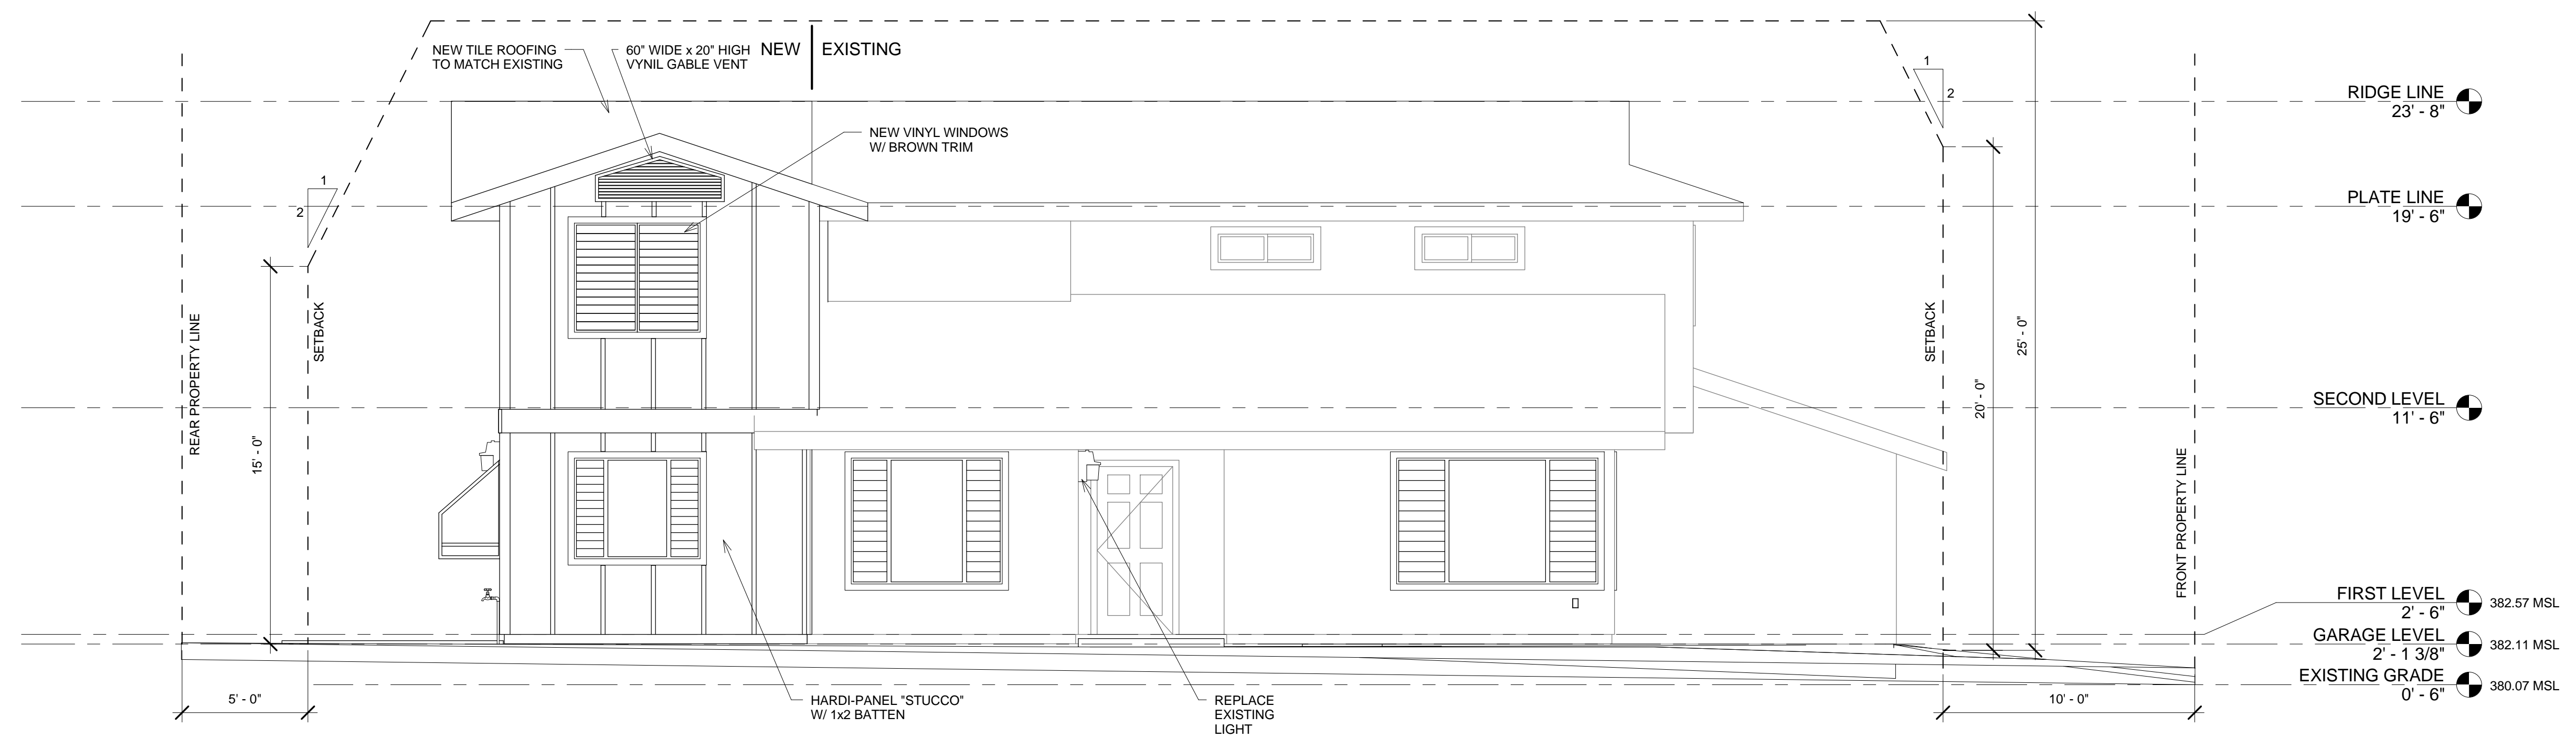 NEW TILE ROOFING
TO MATCH EXISTING
60" WIDE x 20" HIGH
VYNIL GABLE VENT
NEW
EXISTING
NEW VINYL WINDOWS
W/ BROWN TRIM
1
2
1
2
RIDGE LINE
23' - 8"
PLATE LINE
19' - 6"
SECOND LEVEL
11' - 6"
FIRST LEVEL
2' - 6"
382.57 MSL
GARAGE LEVEL
2' - 1 3/8"
382.11 MSL
EXISTING GRADE
0' - 6"
380.07 MSL
REAR PROPERTY LINE
15' - 0"
SETBACK
SETBACK
20' - 0"
25' - 0"
FRONT PROPERTY LINE
5' - 0"
HARDI-PANEL "STUCCO"
W/ 1x2 BATTEN
REPLACE
EXISTING
LIGHT
10' - 0"